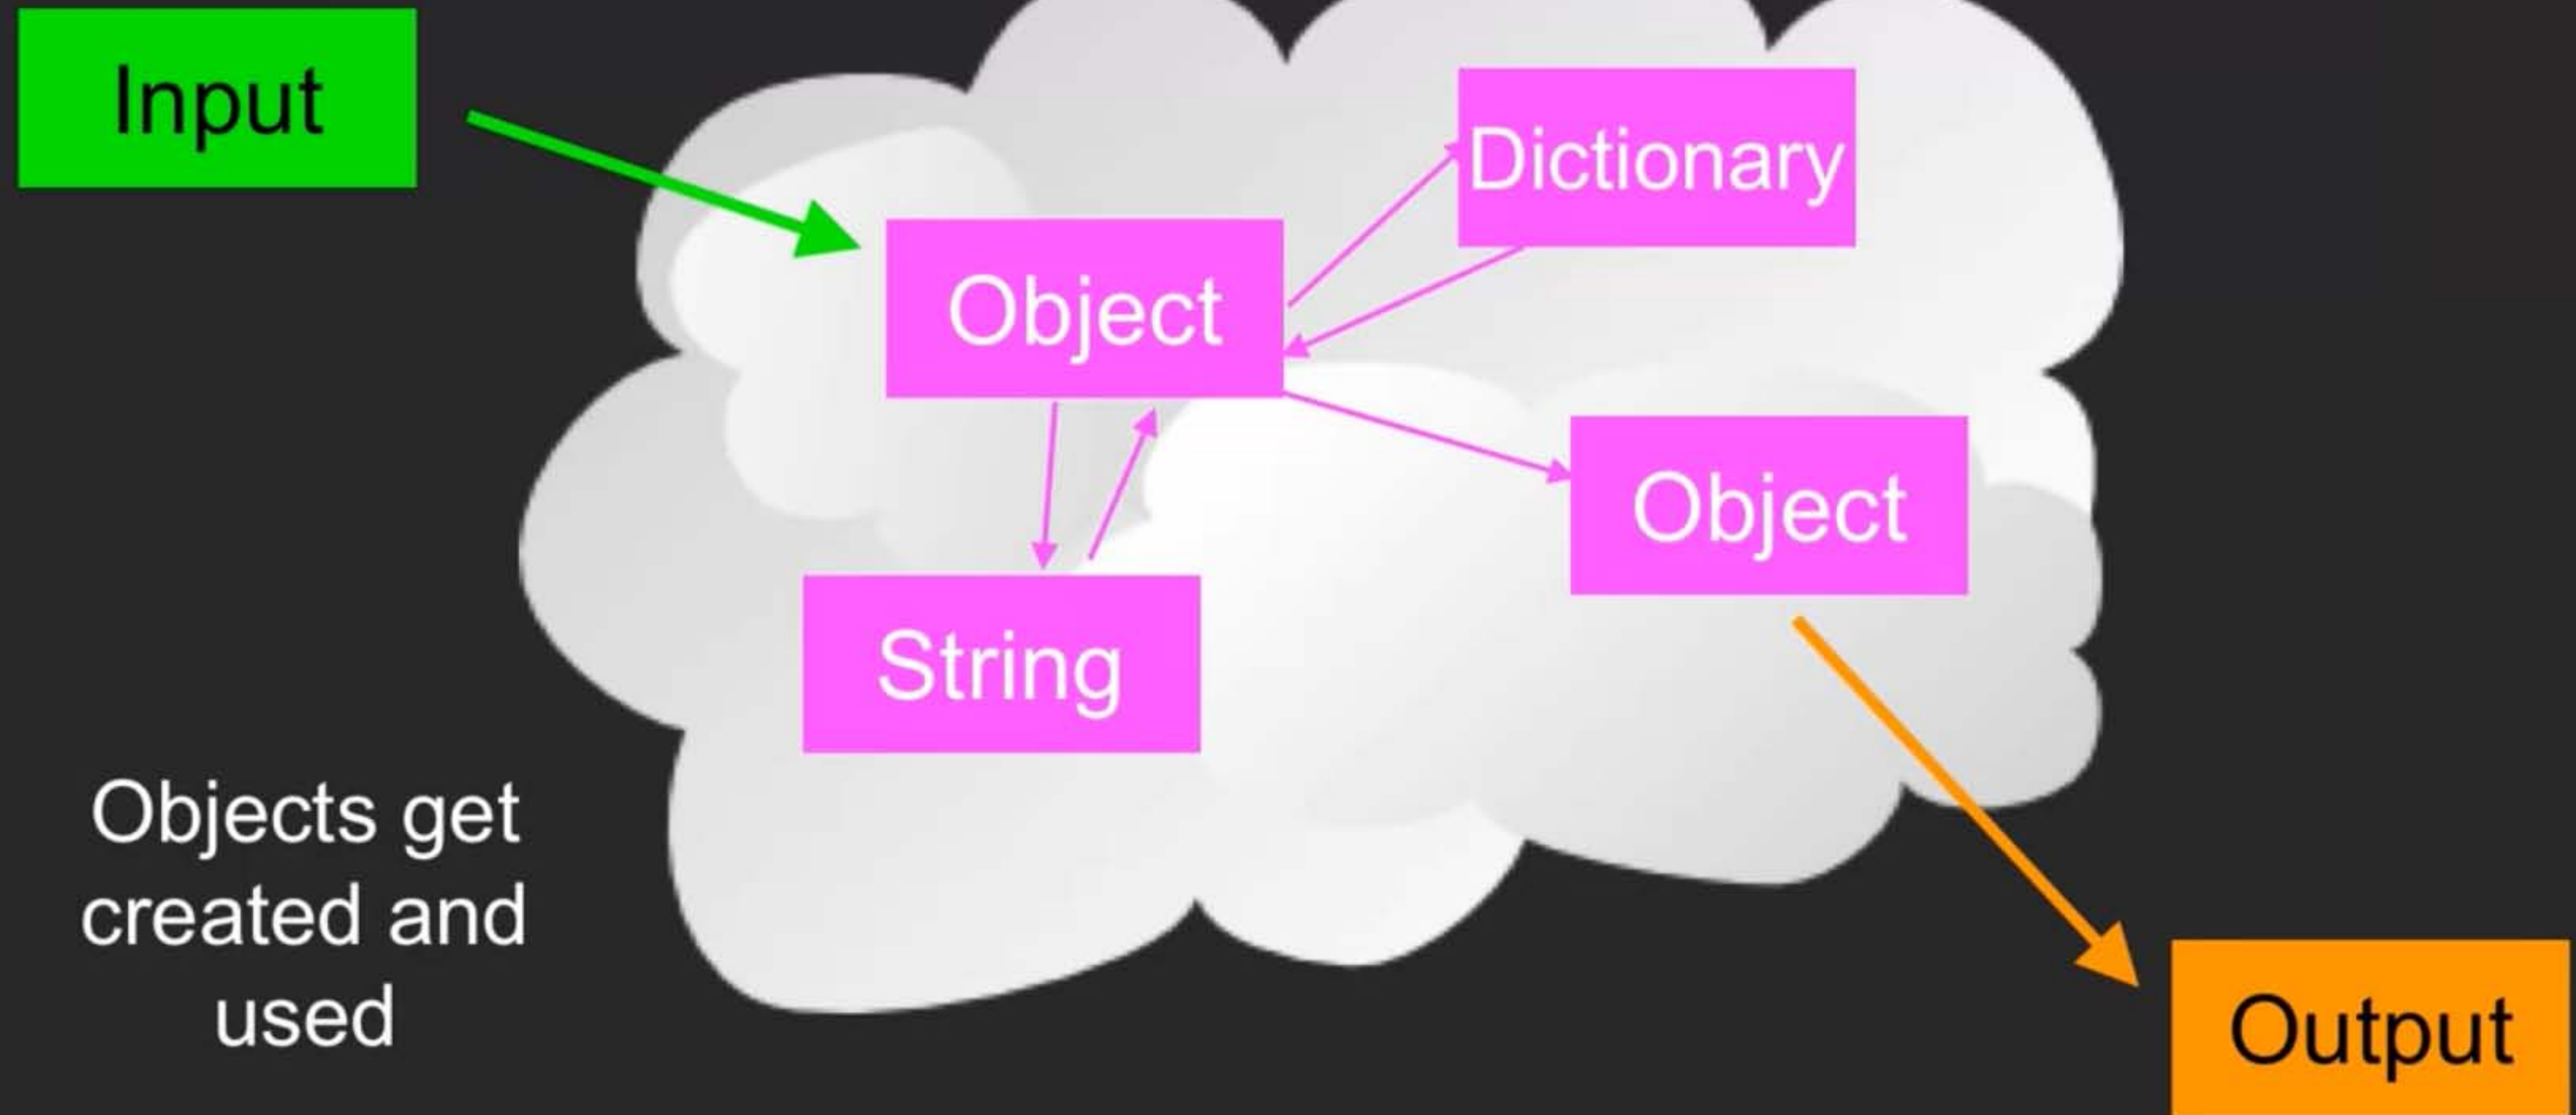 Input
Dictionary
Object
Object
String
Objects get
created and
used
Output